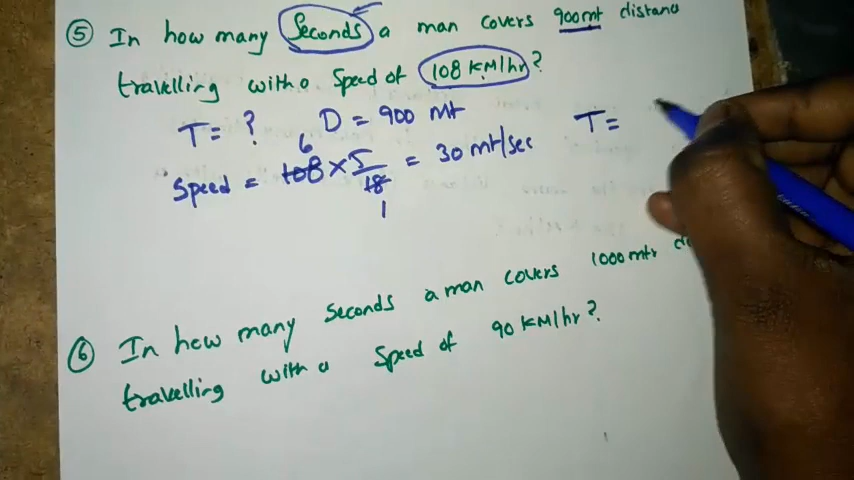 ⑤ In how many Seconds a man covers 900mt distanc
travelling with a Speed of 108 KM/hr?
T= ? D = 900 mt
6
Speed = 108 × 5/18 = 30 mt/sec T=
1
⑥ In how many Seconds a man covers 1000 mtr
travelling with a Speed of 90 KM/hr?